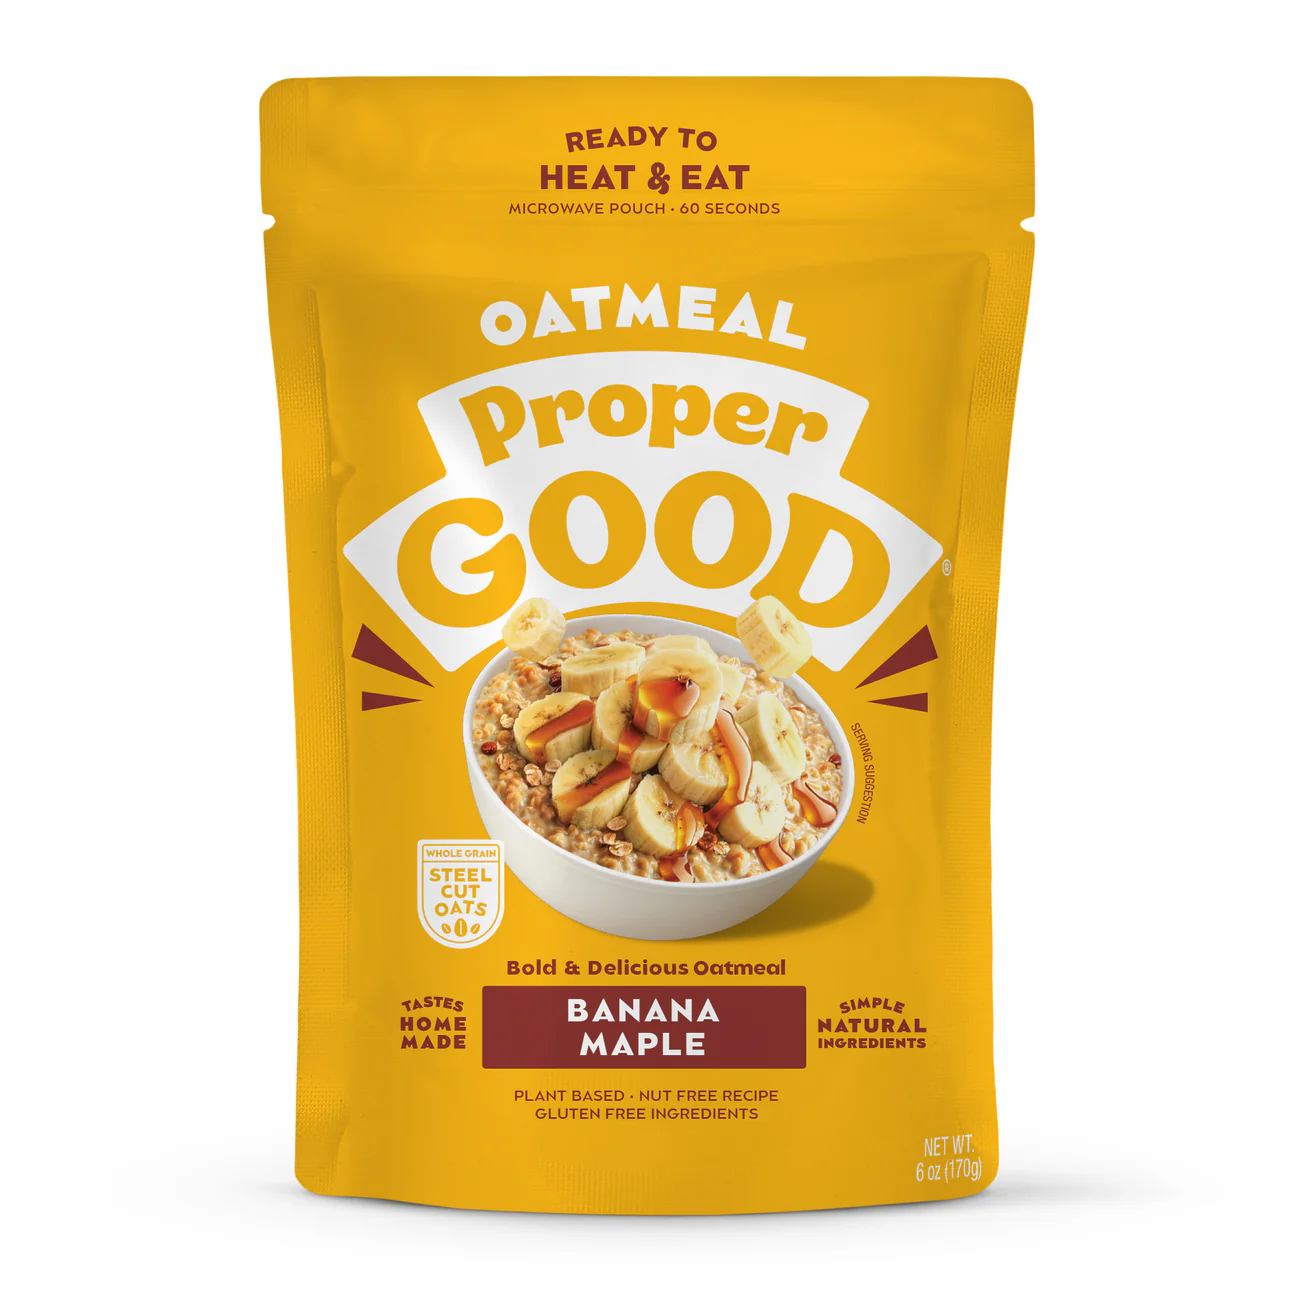 READY TO
HEAT & EAT
MICROWAVE POUCH · 60 SECONDS
OATMEAL
Proper
GOOD®
SERVING SUGGESTION
WHOLE GRAIN
STEEL
CUT
OATS
Bold & Delicious Oatmeal
TASTES
HOME
MADE
BANANA
MAPLE
SIMPLE
NATURAL
INGREDIENTS
PLANT BASED · NUT FREE RECIPE
GLUTEN FREE INGREDIENTS
NET WT.
6 oz (170g)